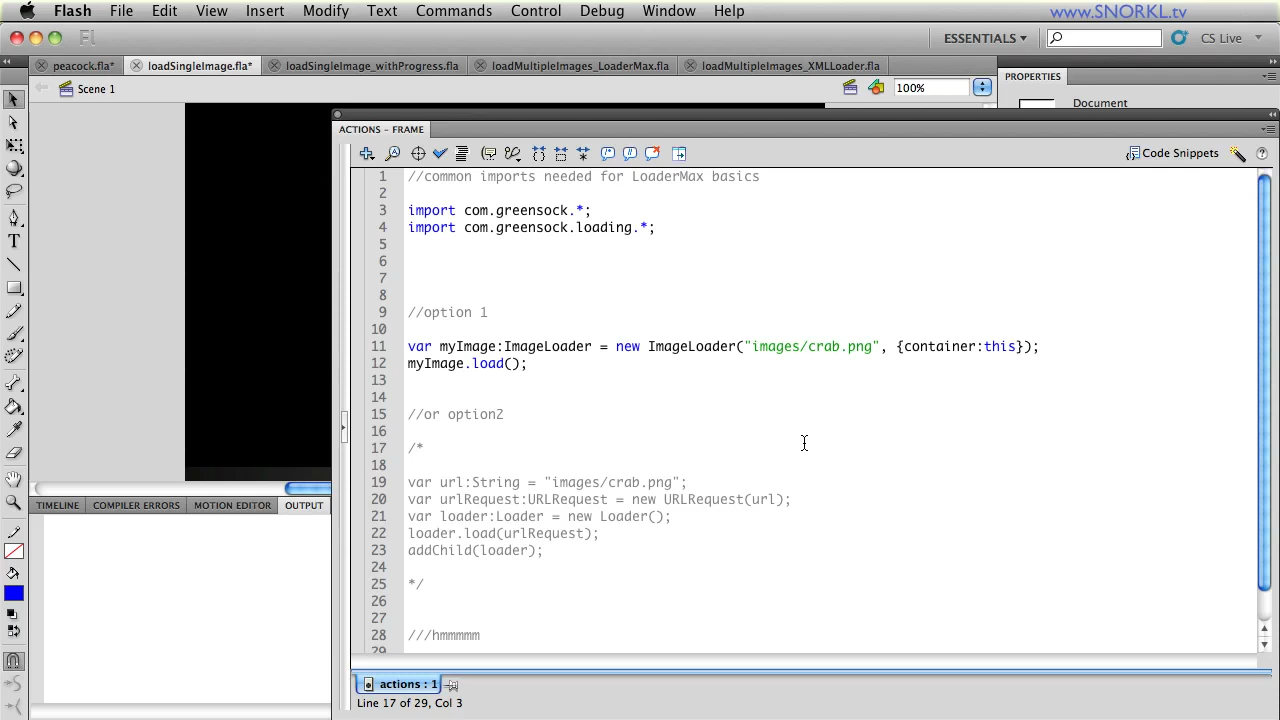 Flash File Edit View Insert Modify Text Commands Control Debug Window Help www.SNORKL.tv
Fl ESSENTIALS CS Live
peacock.fla* loadSingleImage.fla* loadSingleImage_withProgress.fla loadMultipleImages_LoaderMax.fla loadMultipleImages_XMLLoader.fla PROPERTIES
Scene 1 100% Document
ACTIONS – FRAME
Code Snippets
1 //common imports needed for LoaderMax basics
2
3 import com.greensock.*;
4 import com.greensock.loading.*;
5
6
7
8
9 //option 1
10
11 var myImage:ImageLoader = new ImageLoader("images/crab.png", {container:this});
12 myImage.load();
13
14
15 //or option2
16
17 /*
18
19 var url:String = "images/crab.png";
20 var urlRequest:URLRequest = new URLRequest(url);
21 var loader:Loader = new Loader();
22 loader.load(urlRequest);
23 addChild(loader);
24
25 */
26
27
28 ///hmmmmm
29
TIMELINE COMPILER ERRORS MOTION EDITOR OUTPUT
actions : 1
Line 17 of 29, Col 3